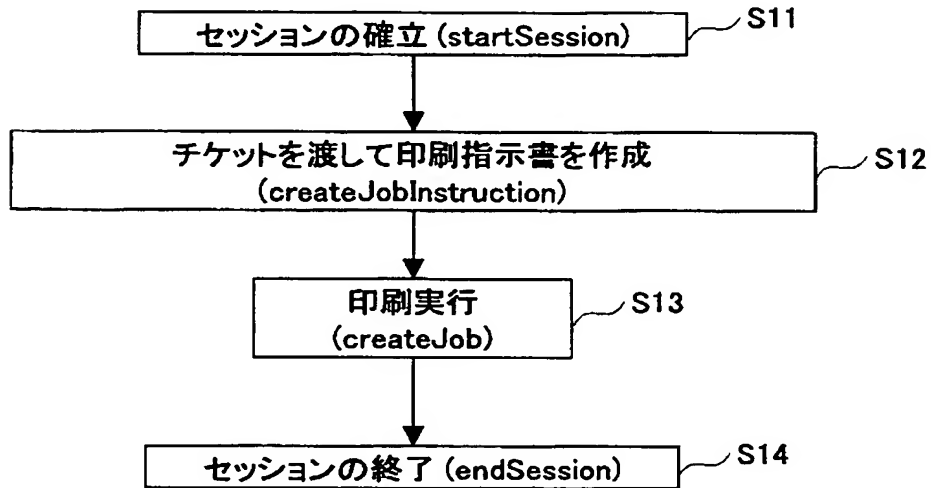 セッションの確立 (startSession)
S11
チケットを渡して印刷指示書を作成
(createJobInstruction)
S12
印刷実行
(createJob)
S13
セッションの終了 (endSession)
S14